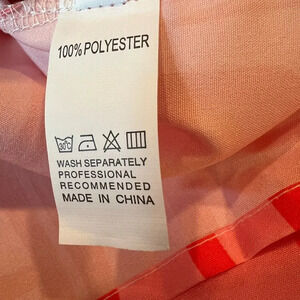 100% POLYESTER
30°C
WASH SEPARATELY
PROFESSIONAL
RECOMMENDED
MADE IN CHINA